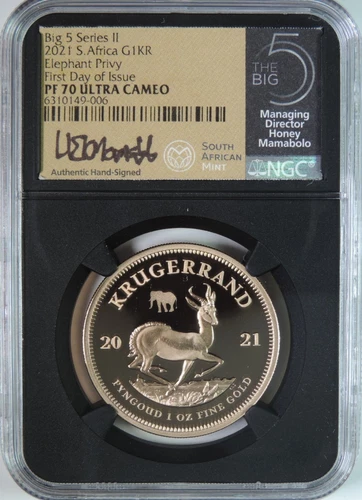 Big 5 Series II
2021 S.Africa G1KR
Elephant Privy
First Day of Issue
PF 70 ULTRA CAMEO
6310149-006
Authentic Hand-Signed
SOUTH
AFRICAN
MINT
THE
BIG
5
Managing
Director
Honey
Mamabolo
NGC
KRUGERRAND
20 21
FYNGOUD 1 OZ FINE GOLD